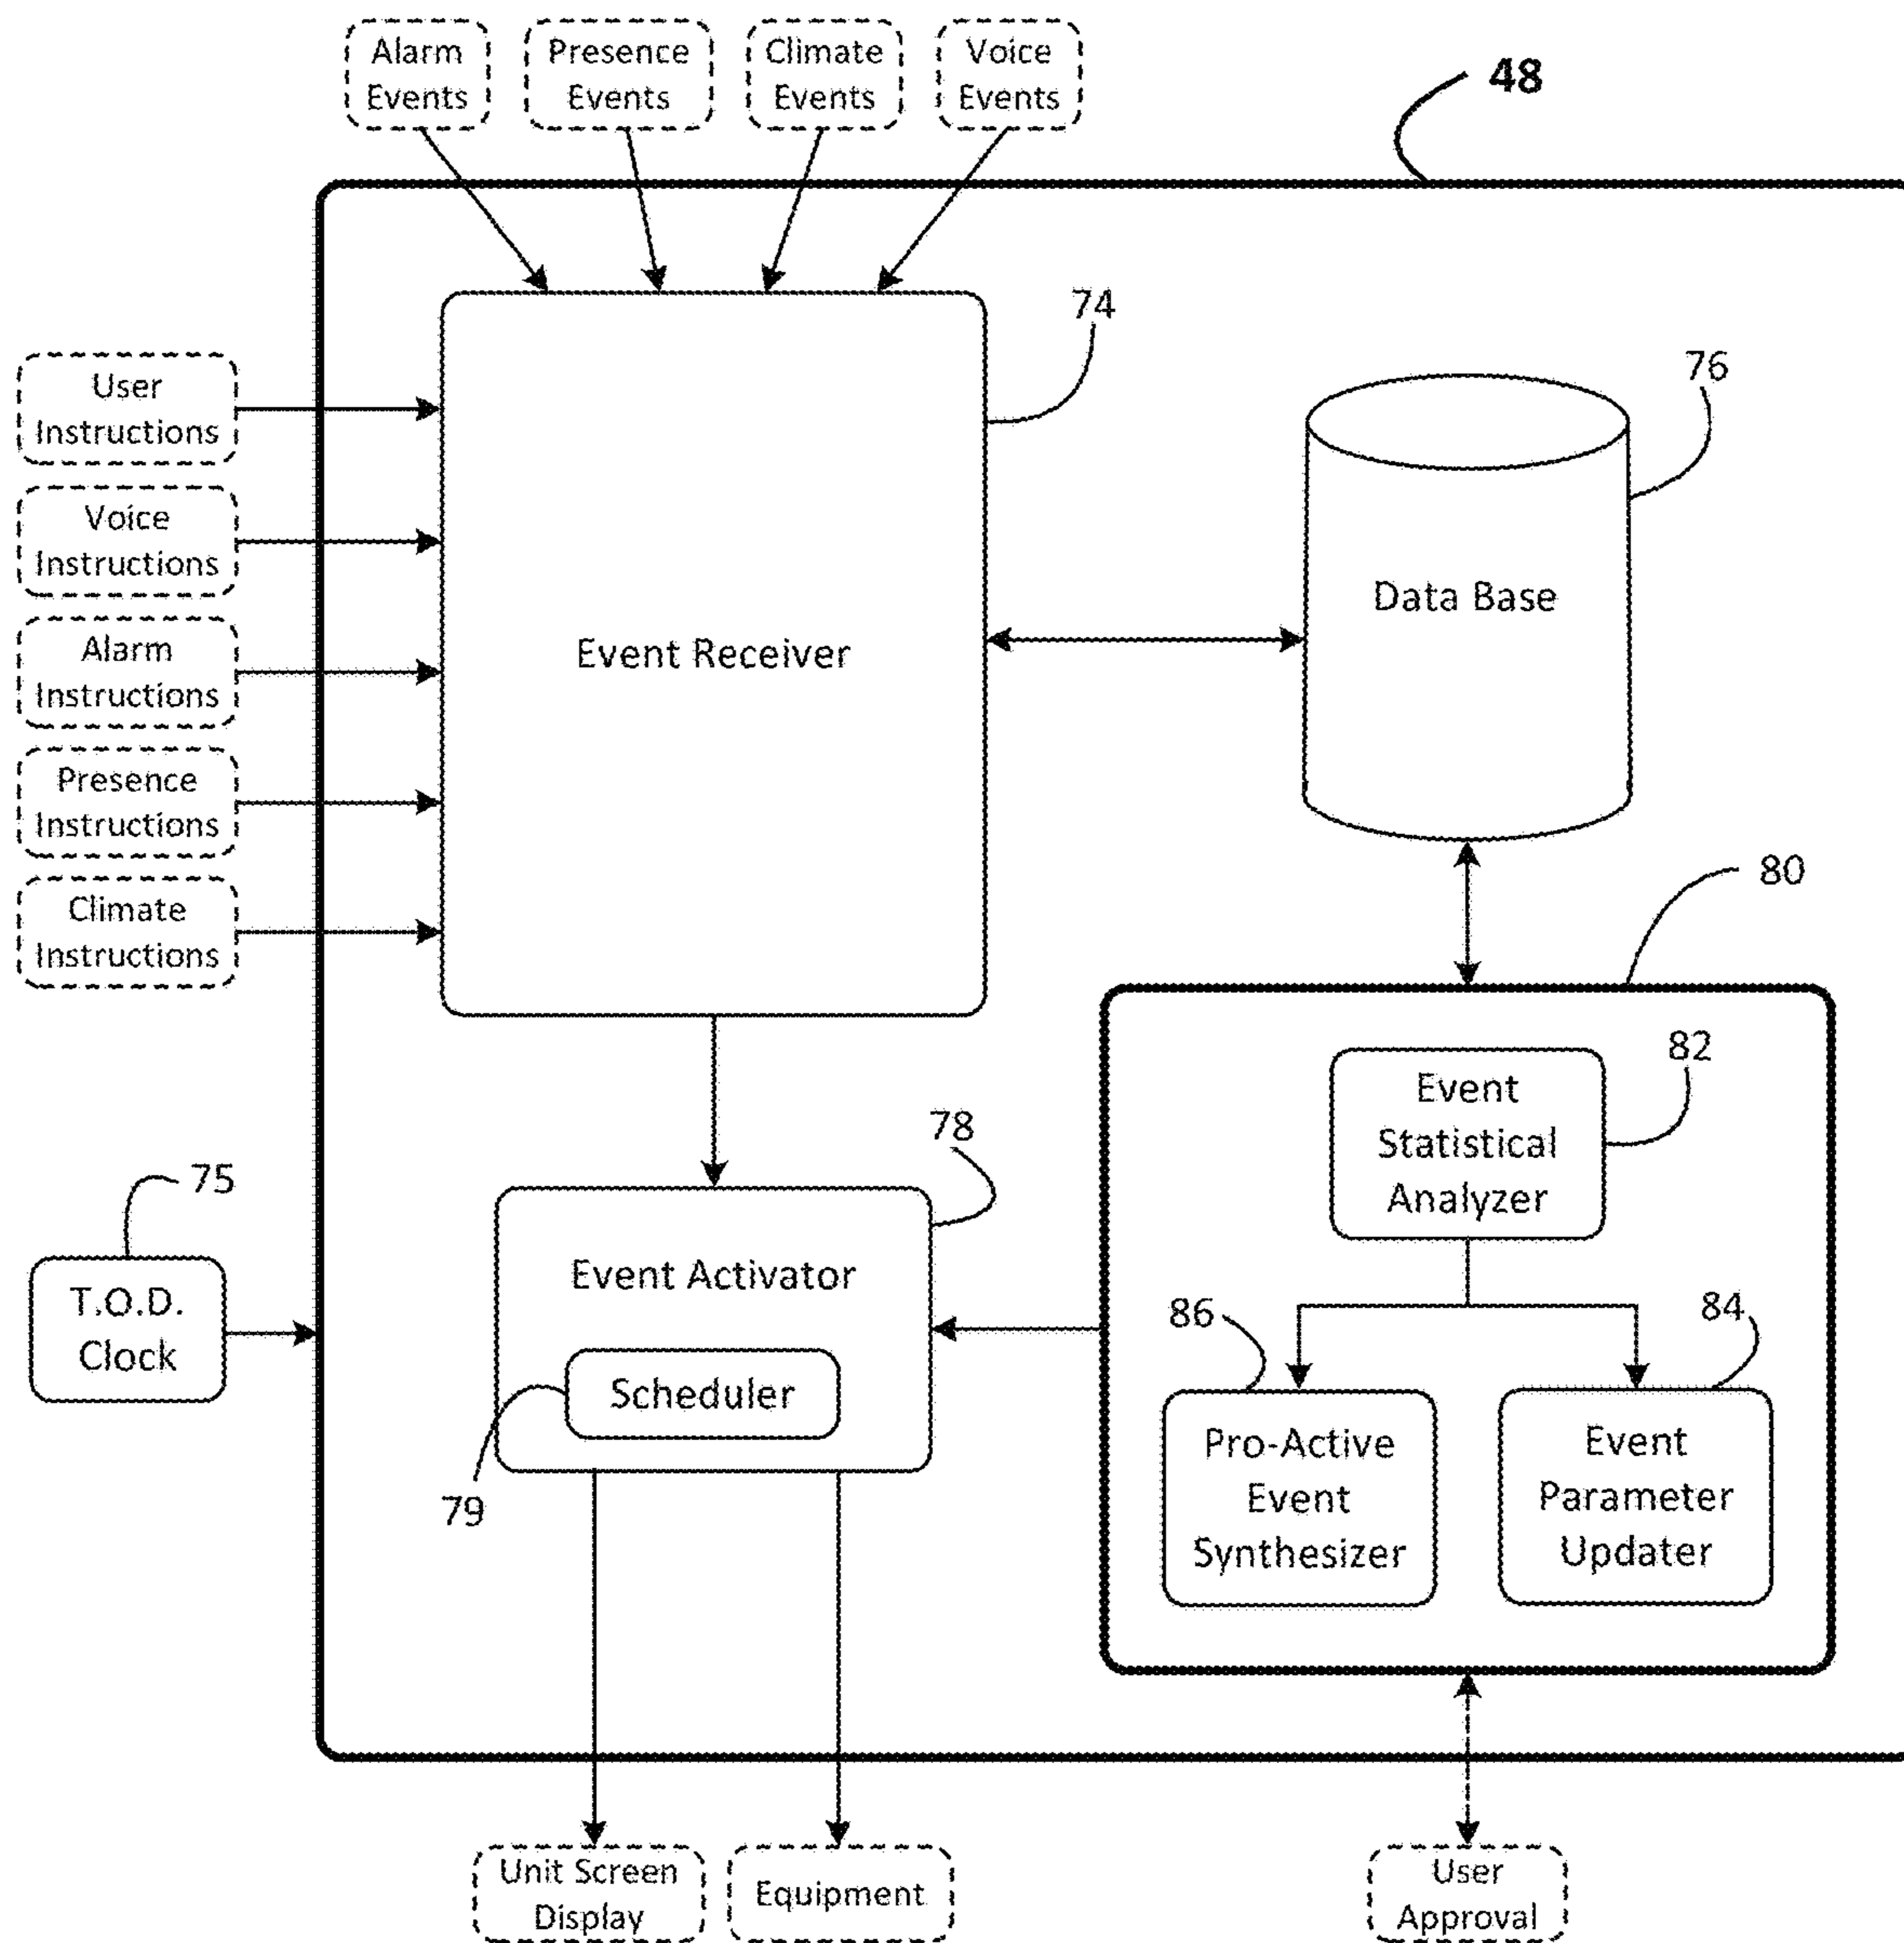 Alarm
Events
Presence
Events
Climate
Events
Voice
Events
48
74
User
Instructions
Voice
Instructions
Alarm
Instructions
Presence
Instructions
Climate
Instructions
Event Receiver
76
Data Base
80
82
Event
Statistical
Analyzer
78
75
T.O.D.
Clock
Event Activator
Scheduler
79
86
84
Pro-Active
Event
Synthesizer
Event
Parameter
Updater
Unit Screen
Display
Equipment
User
Approval